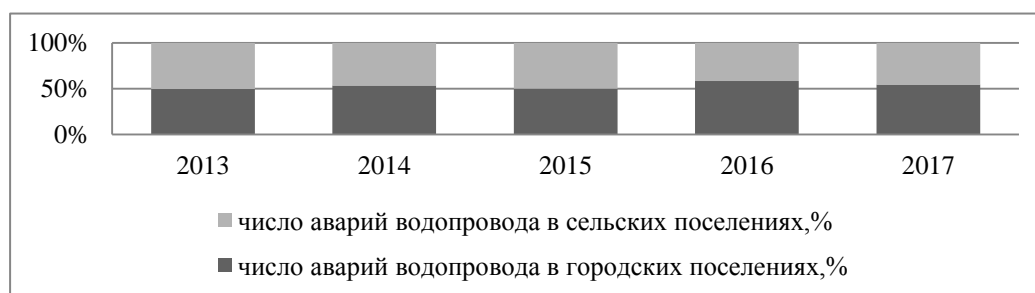 100%
50%
0%
2013 2014 2015 2016 2017
число аварий водопровода в сельских поселениях,%
число аварий водопровода в городских поселениях,%